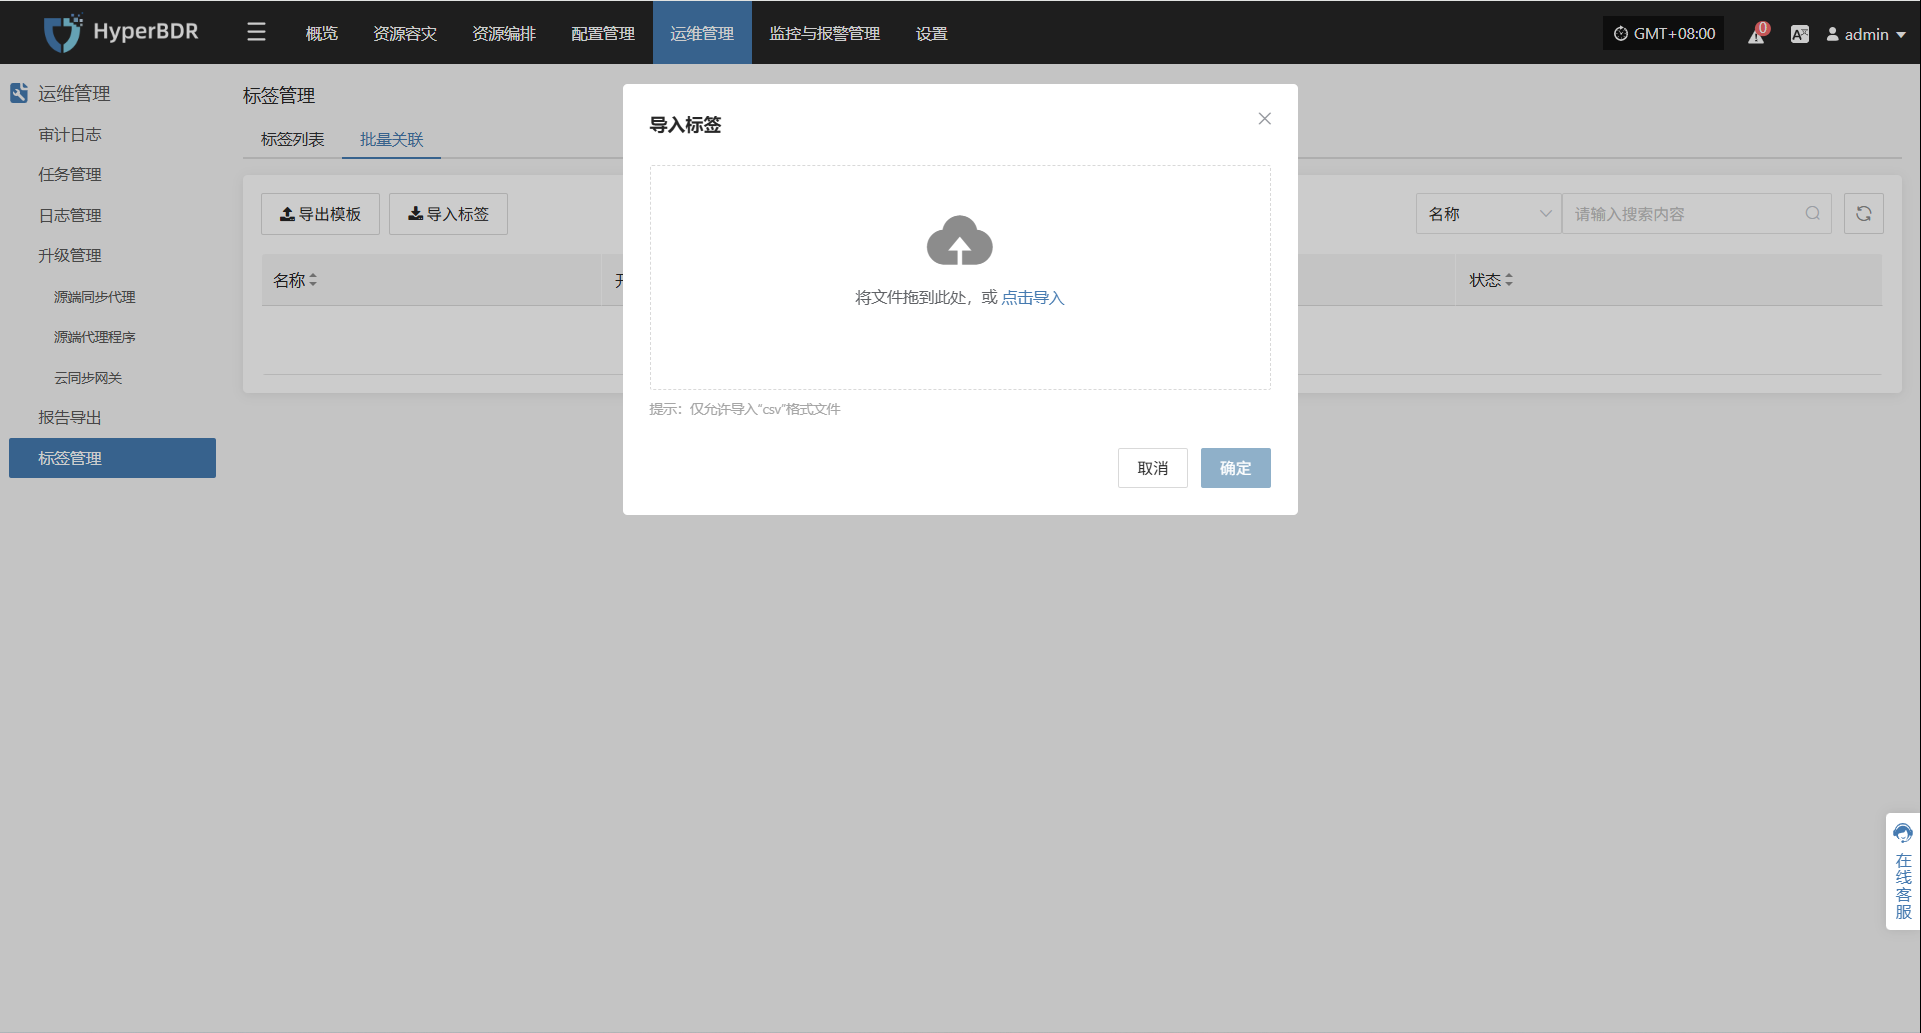 HyperBDR
概览 资源容灾 资源编排 配置管理 运维管理 监控与报警管理 设置
GMT+08:00
0
admin
运维管理
审计日志
任务管理
日志管理
升级管理
源端同步代理
源端代理程序
云同步网关
报告导出
标签管理
标签管理
标签列表 批量关联
导出模板 导入标签
名称 请输入搜索内容
名称 状态
导入标签
将文件拖到此处，或 点击导入
提示：仅允许导入“csv”格式文件
取消 确定
在线客服